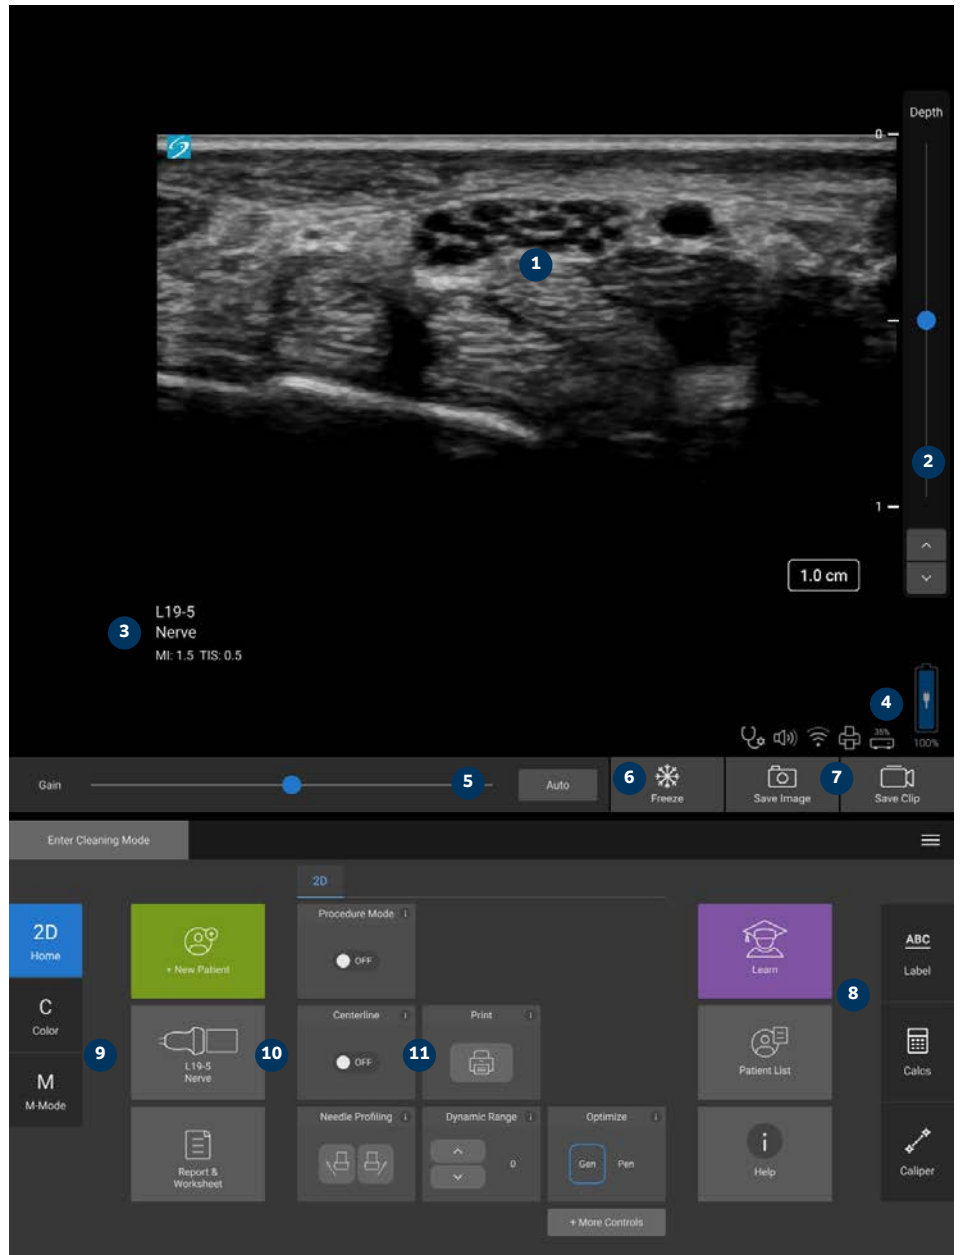 Depth
0
1
2
1
1.0 cm
L19-5
3
Nerve
MI: 1.5 TIS: 0.5
4
35%
100%
Gain
5
Auto
6
Freeze
Save Image
7
Save Clip
Enter Cleaning Mode
2D
2D
Home
C
Color
9
M
M-Mode
+ New Patient
L19-5
Nerve
10
Report &
Worksheet
Procedure Mode i
OFF
Centerline i
OFF
11
Print i
Needle Profiling i
Dynamic Range i
0
Optimize i
Gen Pen
+ More Controls
Learn
8
Patient List
i
Help
ABC
Label
Calcs
Caliper